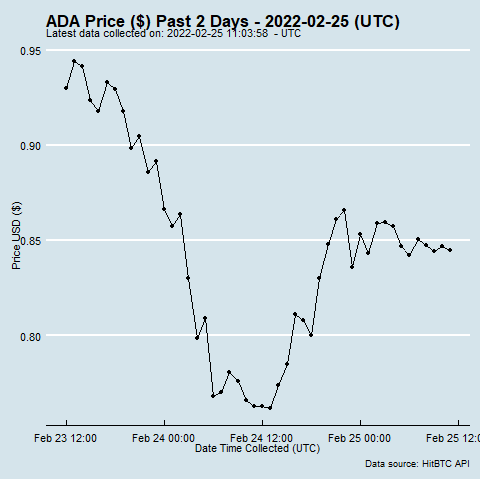 ADA Price ($) Past 2 Days - 2022-02-25 (UTC)
Latest data collected on: 2022-02-25 11:03:58 - UTC
0.95
0.90
0.85
0.80
Price USD ($)
Feb 23 12:00 Feb 24 00:00 Feb 24 12:00 Feb 25 00:00 Feb 25 12:
Date Time Collected (UTC)
Data source: HitBTC API